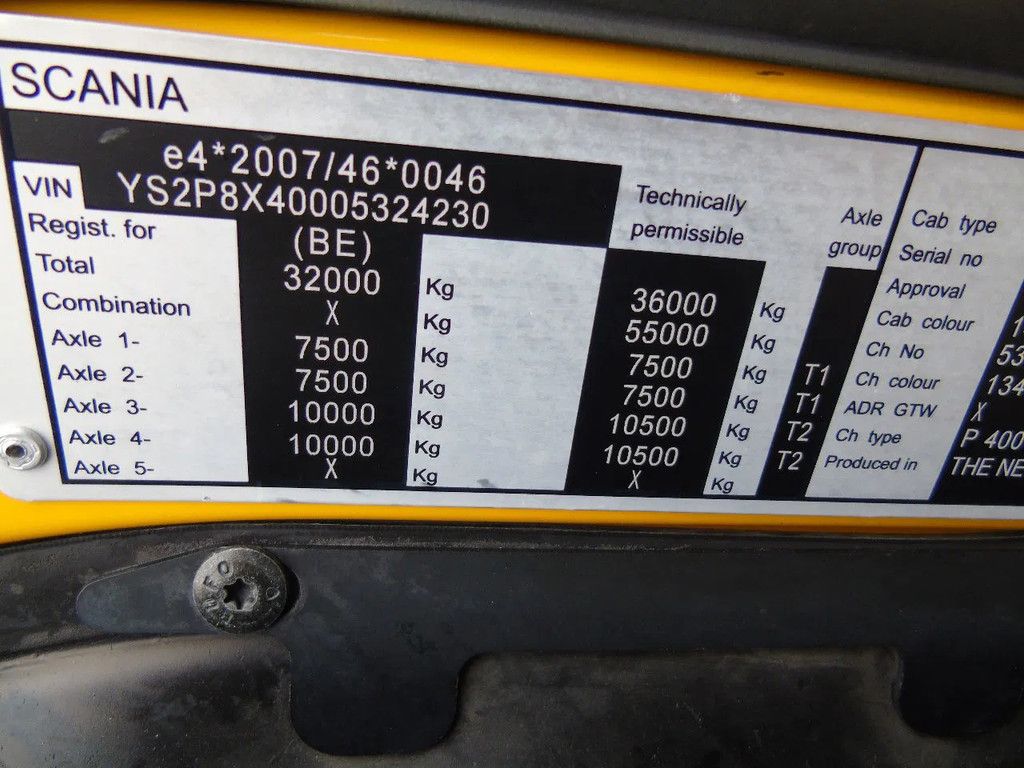 SCANIA
e4*2007/46*0046
VIN YS2P8X40005324230
Regist. for (BE)
Technically permissible
Axle group
Total 32000 Kg 36000 Kg
Combination X Kg 55000 Kg
Axle 1- 7500 Kg 7500 Kg T1
Axle 2- 7500 Kg 7500 Kg T1
Axle 3- 10000 Kg 10500 Kg T2
Axle 4- 10000 Kg 10500 Kg T2
Axle 5- X Kg X Kg
Cab type
Serial no
Approval
Cab colour 1
Ch No 53
Ch colour 134
ADR GTW X
Ch type P 400
Produced in THE NE